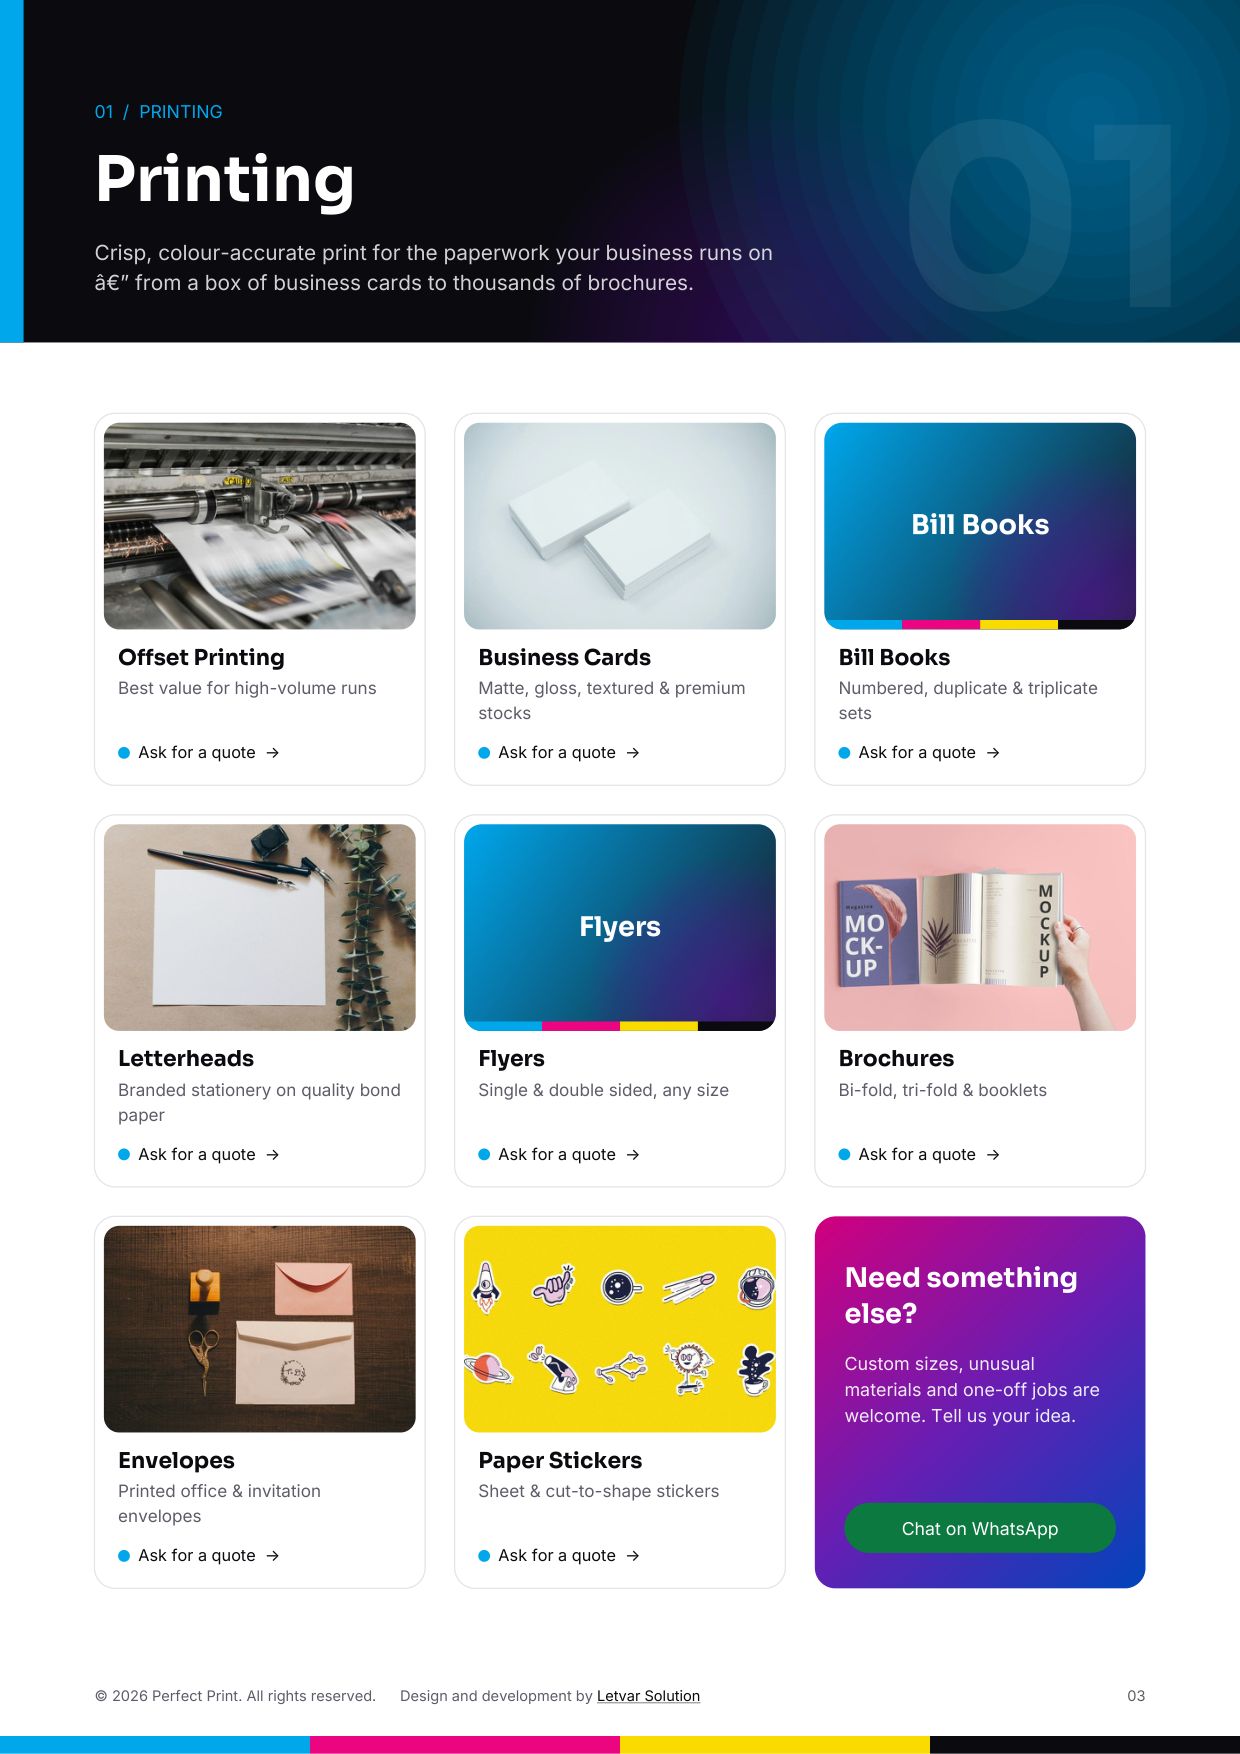 01 / PRINTING
01
Printing
Crisp, colour-accurate print for the paperwork your business runs on
â€” from a box of business cards to thousands of brochures.
Bill Books
Offset Printing
Best value for high-volume runs
Ask for a quote →
Business Cards
Matte, gloss, textured & premium
stocks
Ask for a quote →
Bill Books
Numbered, duplicate & triplicate
sets
Ask for a quote →
Flyers
Magazine
MO
CK-
UP
MOCKUP
Letterheads
Branded stationery on quality bond
paper
Ask for a quote →
Flyers
Single & double sided, any size
Ask for a quote →
Brochures
Bi-fold, tri-fold & booklets
Ask for a quote →
Envelopes
Printed office & invitation
envelopes
Ask for a quote →
Paper Stickers
Sheet & cut-to-shape stickers
Ask for a quote →
Need something
else?
Custom sizes, unusual
materials and one-off jobs are
welcome. Tell us your idea.
Chat on WhatsApp
© 2026 Perfect Print. All rights reserved. Design and development by Letvar Solution
03